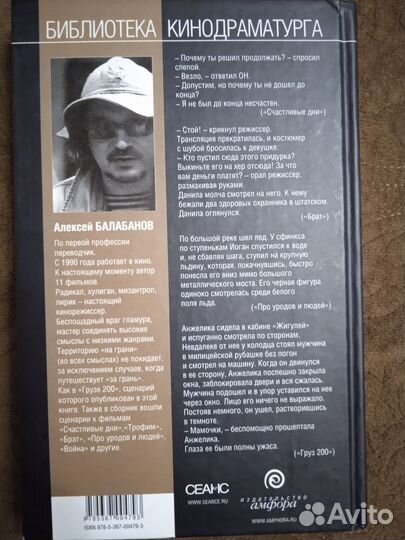 БИБЛИОТЕКА КИНОДРАМАТУРГА
Алексей БАЛАБАНОВ
По первой профессии
переводчик.
С 1990 года работает в кино.
К настоящему моменту автор
11 фильмов.
Радикал, хулиган, мизантроп,
лирик – настоящий
кинорежиссер.
Беспощадный враг гламура,
мастер соединять высокие
смыслы с низкими жанрами.
Территорию «на грани»
(во всех смыслах) не покидает,
за исключением случаев, когда
путешествует «за грань».
Как в «Грузе 200», сценарий
которого опубликован в этой
книге. Также в сборник вошли
сценарии к фильмам
«Счастливые дни»,«Трофим»,
«Брат», «Про уродов и людей»,
«Война» и другие.
9785367004793
ISBN 978-5-367-00479-3
– Почему ты решил продолжать? – спросил
слепой.
– Везло, – ответил ОН.
– Допустим, но почему ты не дошел до
конца?
– Я не был до конца несчастен.
(«Счастливые дни»)
– Стой! – крикнул режиссер.
Трансляция прекратилась, и костюмер
с шубой бросилась к девушке.
– Кто пустил сюда этого придурка?
Выкиньте его на хер отсюда! За что
вам деньги платят? – орал режиссер,
размахивая руками.
Данила молча смотрел на него. К нему
бежали два здоровых охранника в штатском.
Данила оглянулся.
(«Брат»)
По большой реке шел лед. У сфинкса
по ступенькам Иоган спустился к воде
и, не сбавляя шага, ступил на крупную
льдину, которая, покачнувшись, быстро
понесла его вниз мимо большого
металлического моста. Его черная фигура
одиноко смотрелась среди белого
поля льда.
(«Про уродов и людей»)
Анжелика сидела в кабине «Жигулей»
и испуганно смотрела по сторонам.
Невдалеке от нее у колодца стоял мужчина
в милицейской рубашке без погон
и смотрел на машину. Когда он двинулся
в ее сторону, Анжелика поспешно закрыла
окна, заблокировала двери и вся сжалась.
Мужчина подошел и в упор уставился на нее
через окно. Лицо его ничего не выражало.
Постояв немного, он ушел, растворившись
в темноте.
– Мамочки, – беспомощно прошептала
Анжелика.
Глаза ее были полны ужаса.
(«Груз 200»)
СЕАНС
WWW.SEANCE.RU
издательство
амфора
WWW.AMPHORA.RU
Avito